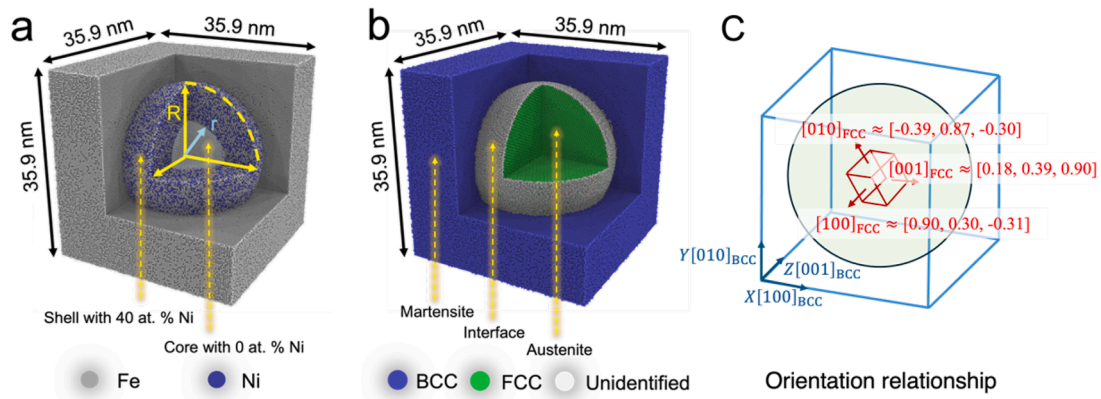 a
35.9 nm
35.9 nm
35.9 nm
R
r
Shell with 40 at. % Ni
Core with 0 at. % Ni
Fe
Ni
b
35.9 nm
35.9 nm
35.9 nm
Martensite
Interface
Austenite
BCC
FCC
Unidentified
C
[010]FCC ≈ [-0.39, 0.87, -0.30]
[001]FCC ≈ [0.18, 0.39, 0.90]
[100]FCC ≈ [0.90, 0.30, -0.31]
Y[010]BCC
Z[001]BCC
X[100]BCC
Orientation relationship